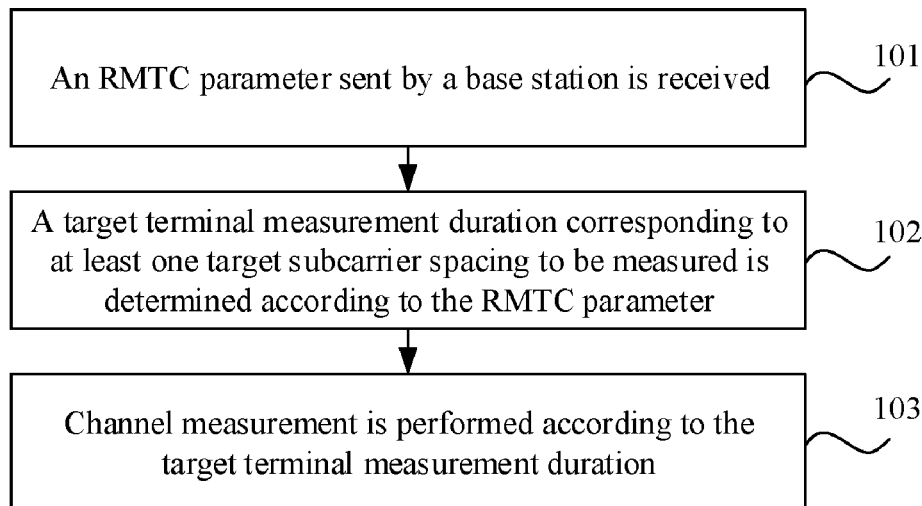 An RMTC parameter sent by a base station is received
101
A target terminal measurement duration corresponding to
at least one target subcarrier spacing to be measured is
determined according to the RMTC parameter
102
Channel measurement is performed according to the
target terminal measurement duration
103